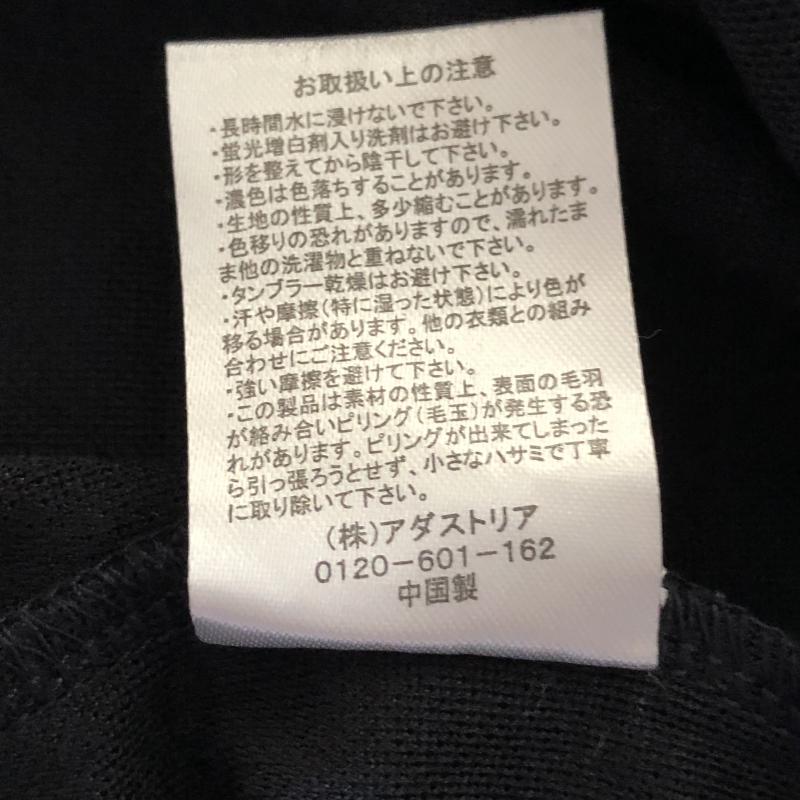 お取扱い上の注意
・長時間水に浸けないで下さい。
・蛍光増白剤入り洗剤はお避け下さい。
・形を整えてから陰干して下さい。
・濃色は色落ちすることがあります。
・生地の性質上、多少縮むことがあります。
・色移りの恐れがありますので、濡れたま
ま他の洗濯物と重ねないで下さい。
・タンブラー乾燥はお避け下さい。
・汗や摩擦(特に湿った状態)により色が
移る場合があります。他の衣類との組み
合わせにご注意ください。
・強い摩擦を避けて下さい。
・この製品は素材の性質上、表面の毛羽
が絡み合いピリング(毛玉)が発生する恐
れがあります。ピリングが出来てしまった
ら引っ張ろうとせず、小さなハサミで丁寧
に取り除いて下さい。
(株)アダストリア
0120-601-162
中国製